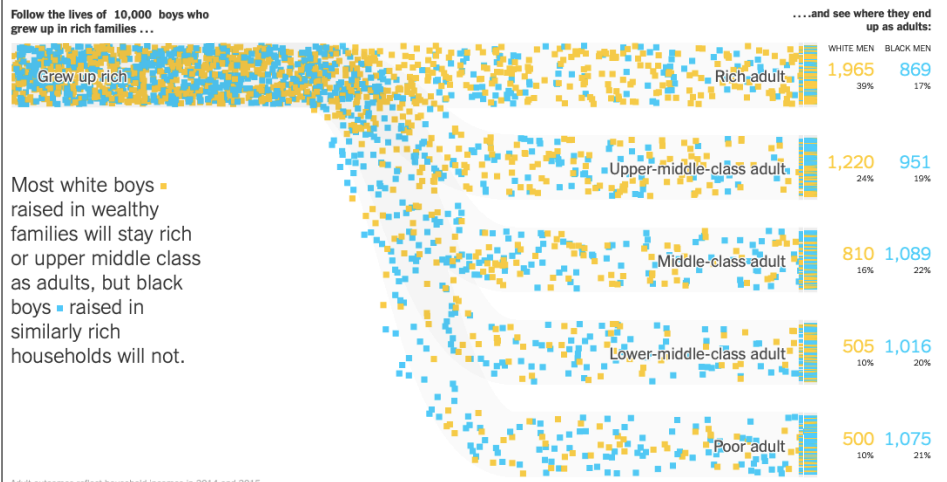 Follow the lives of 10,000 boys who
grew up in rich families ...
....and see where they end
up as adults:
WHITE MEN BLACK MEN
Grew up rich
Rich adult
1,965 869
39% 17%
Upper-middle-class adult
1,220 951
24% 19%
Most white boys
raised in wealthy
families will stay rich
or upper middle class
as adults, but black
boys raised in
similarly rich
households will not.
Middle-class adult
810 1,089
16% 22%
Lower-middle-class adult
505 1,016
10% 20%
Poor adult
500 1,075
10% 21%